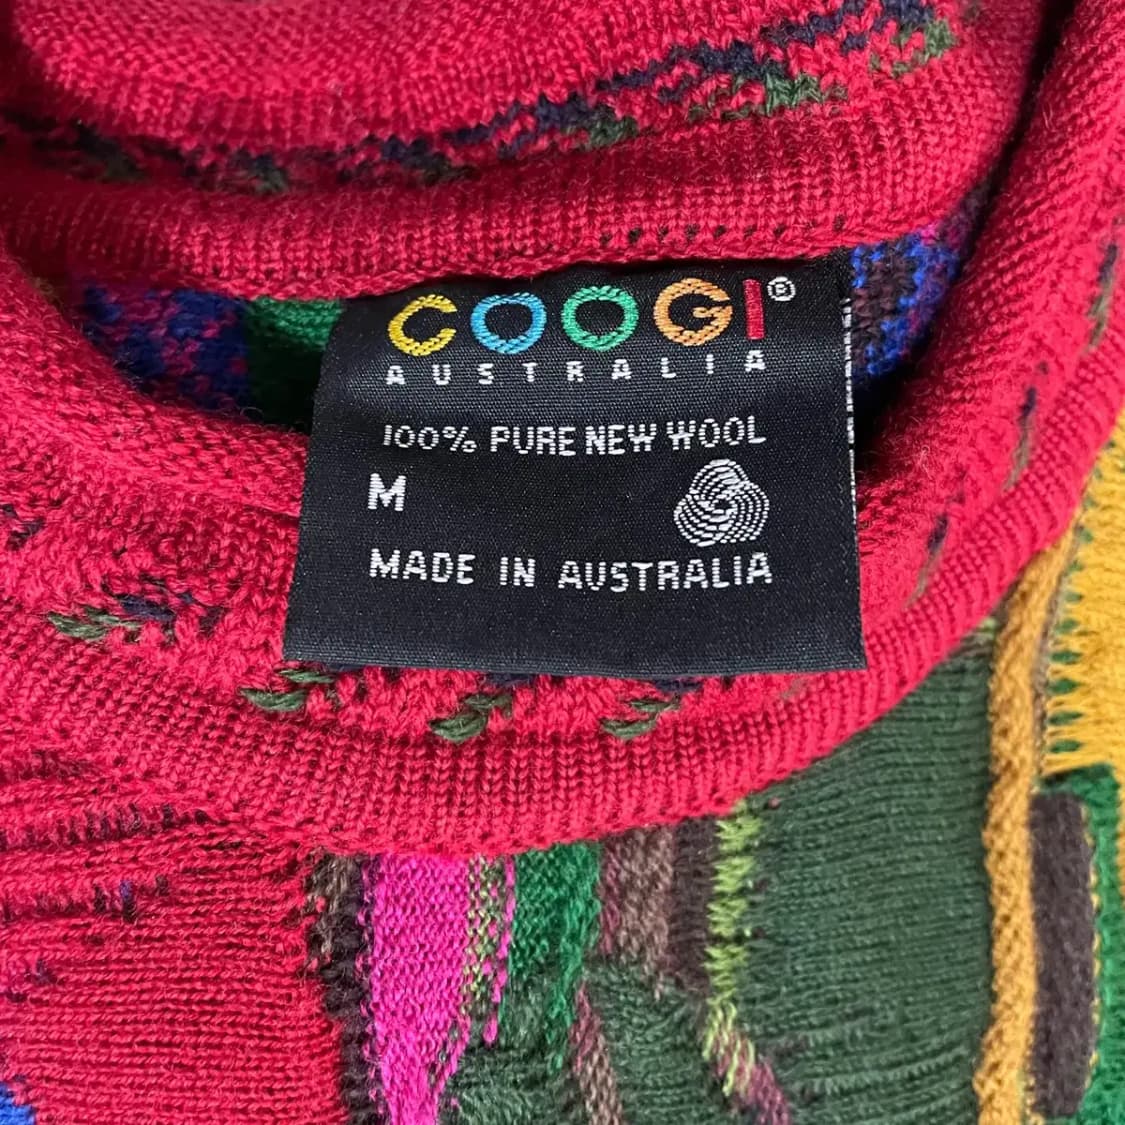 COOGI®
AUSTRALIA
100% PURE NEW WOOL
M
MADE IN AUSTRALIA